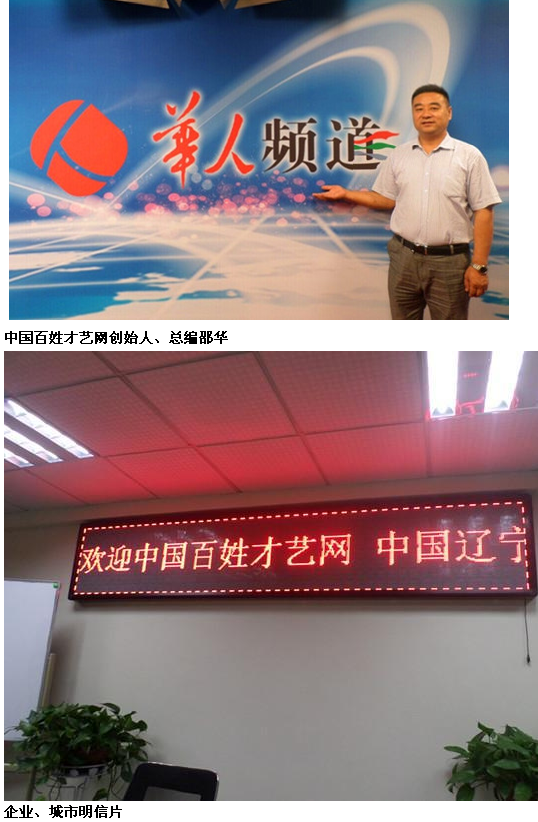 華人频道
中国百姓才艺网创始人、总编邵华
欢迎中国百姓才艺网 中国辽宁
企业、城市明信片